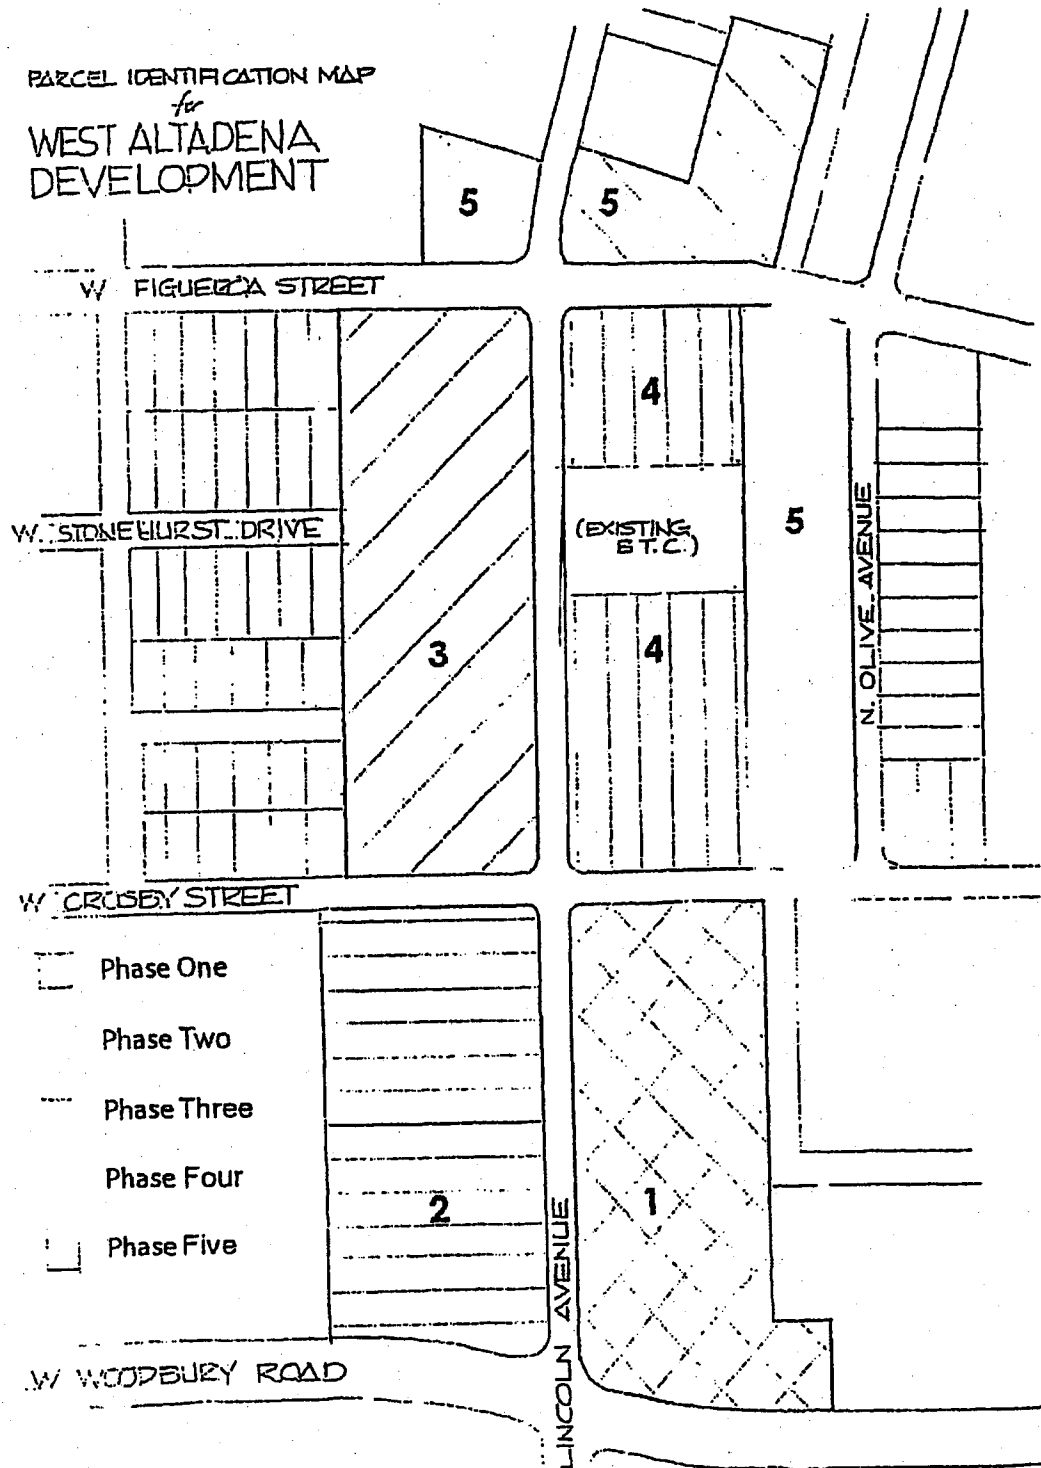 PARCEL IDENTIFICATION MAP
for
WEST ALTADENA
DEVELOPMENT
5
5
W FIGUEROA STREET
4
(EXISTING
E.T.C.)
5
W. STONEHURST DRIVE
N. OLIVE AVENUE
3
4
W CROSBY STREET
Phase One
Phase Two
Phase Three
Phase Four
Phase Five
2
1
LINCOLN AVENUE
W WOODBURY ROAD